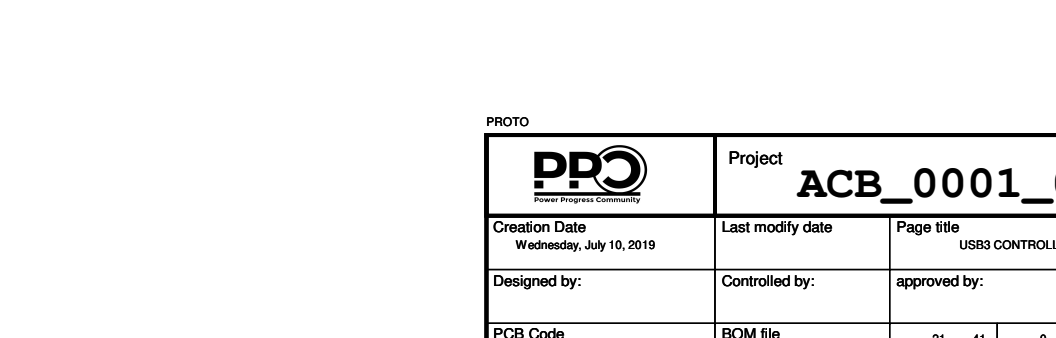 PROTO
PPC
Power Progress Community
Project
ACB_0001_
Creation Date
Last modify date
Page title
Wednesday, July 10, 2019
USB3 CONTROLL
Designed by:
Controlled by:
approved by:
PCB Code
BOM file